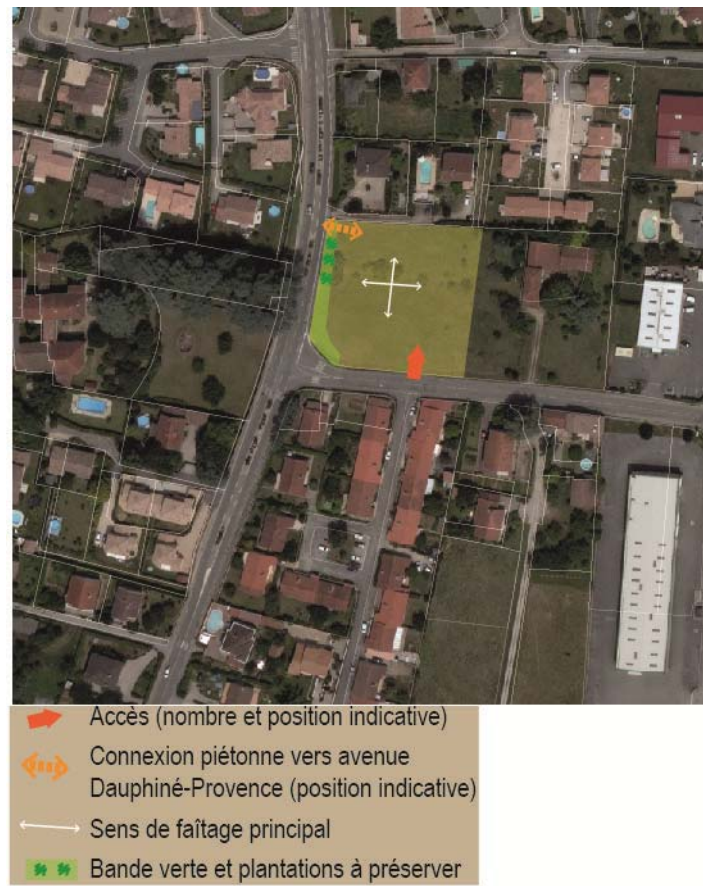 Accès (nombre et position indicative)
Connexion piétonne vers avenue
Dauphiné-Provence (position indicative)
Sens de faîtage principal
Bande verte et plantations à préserver